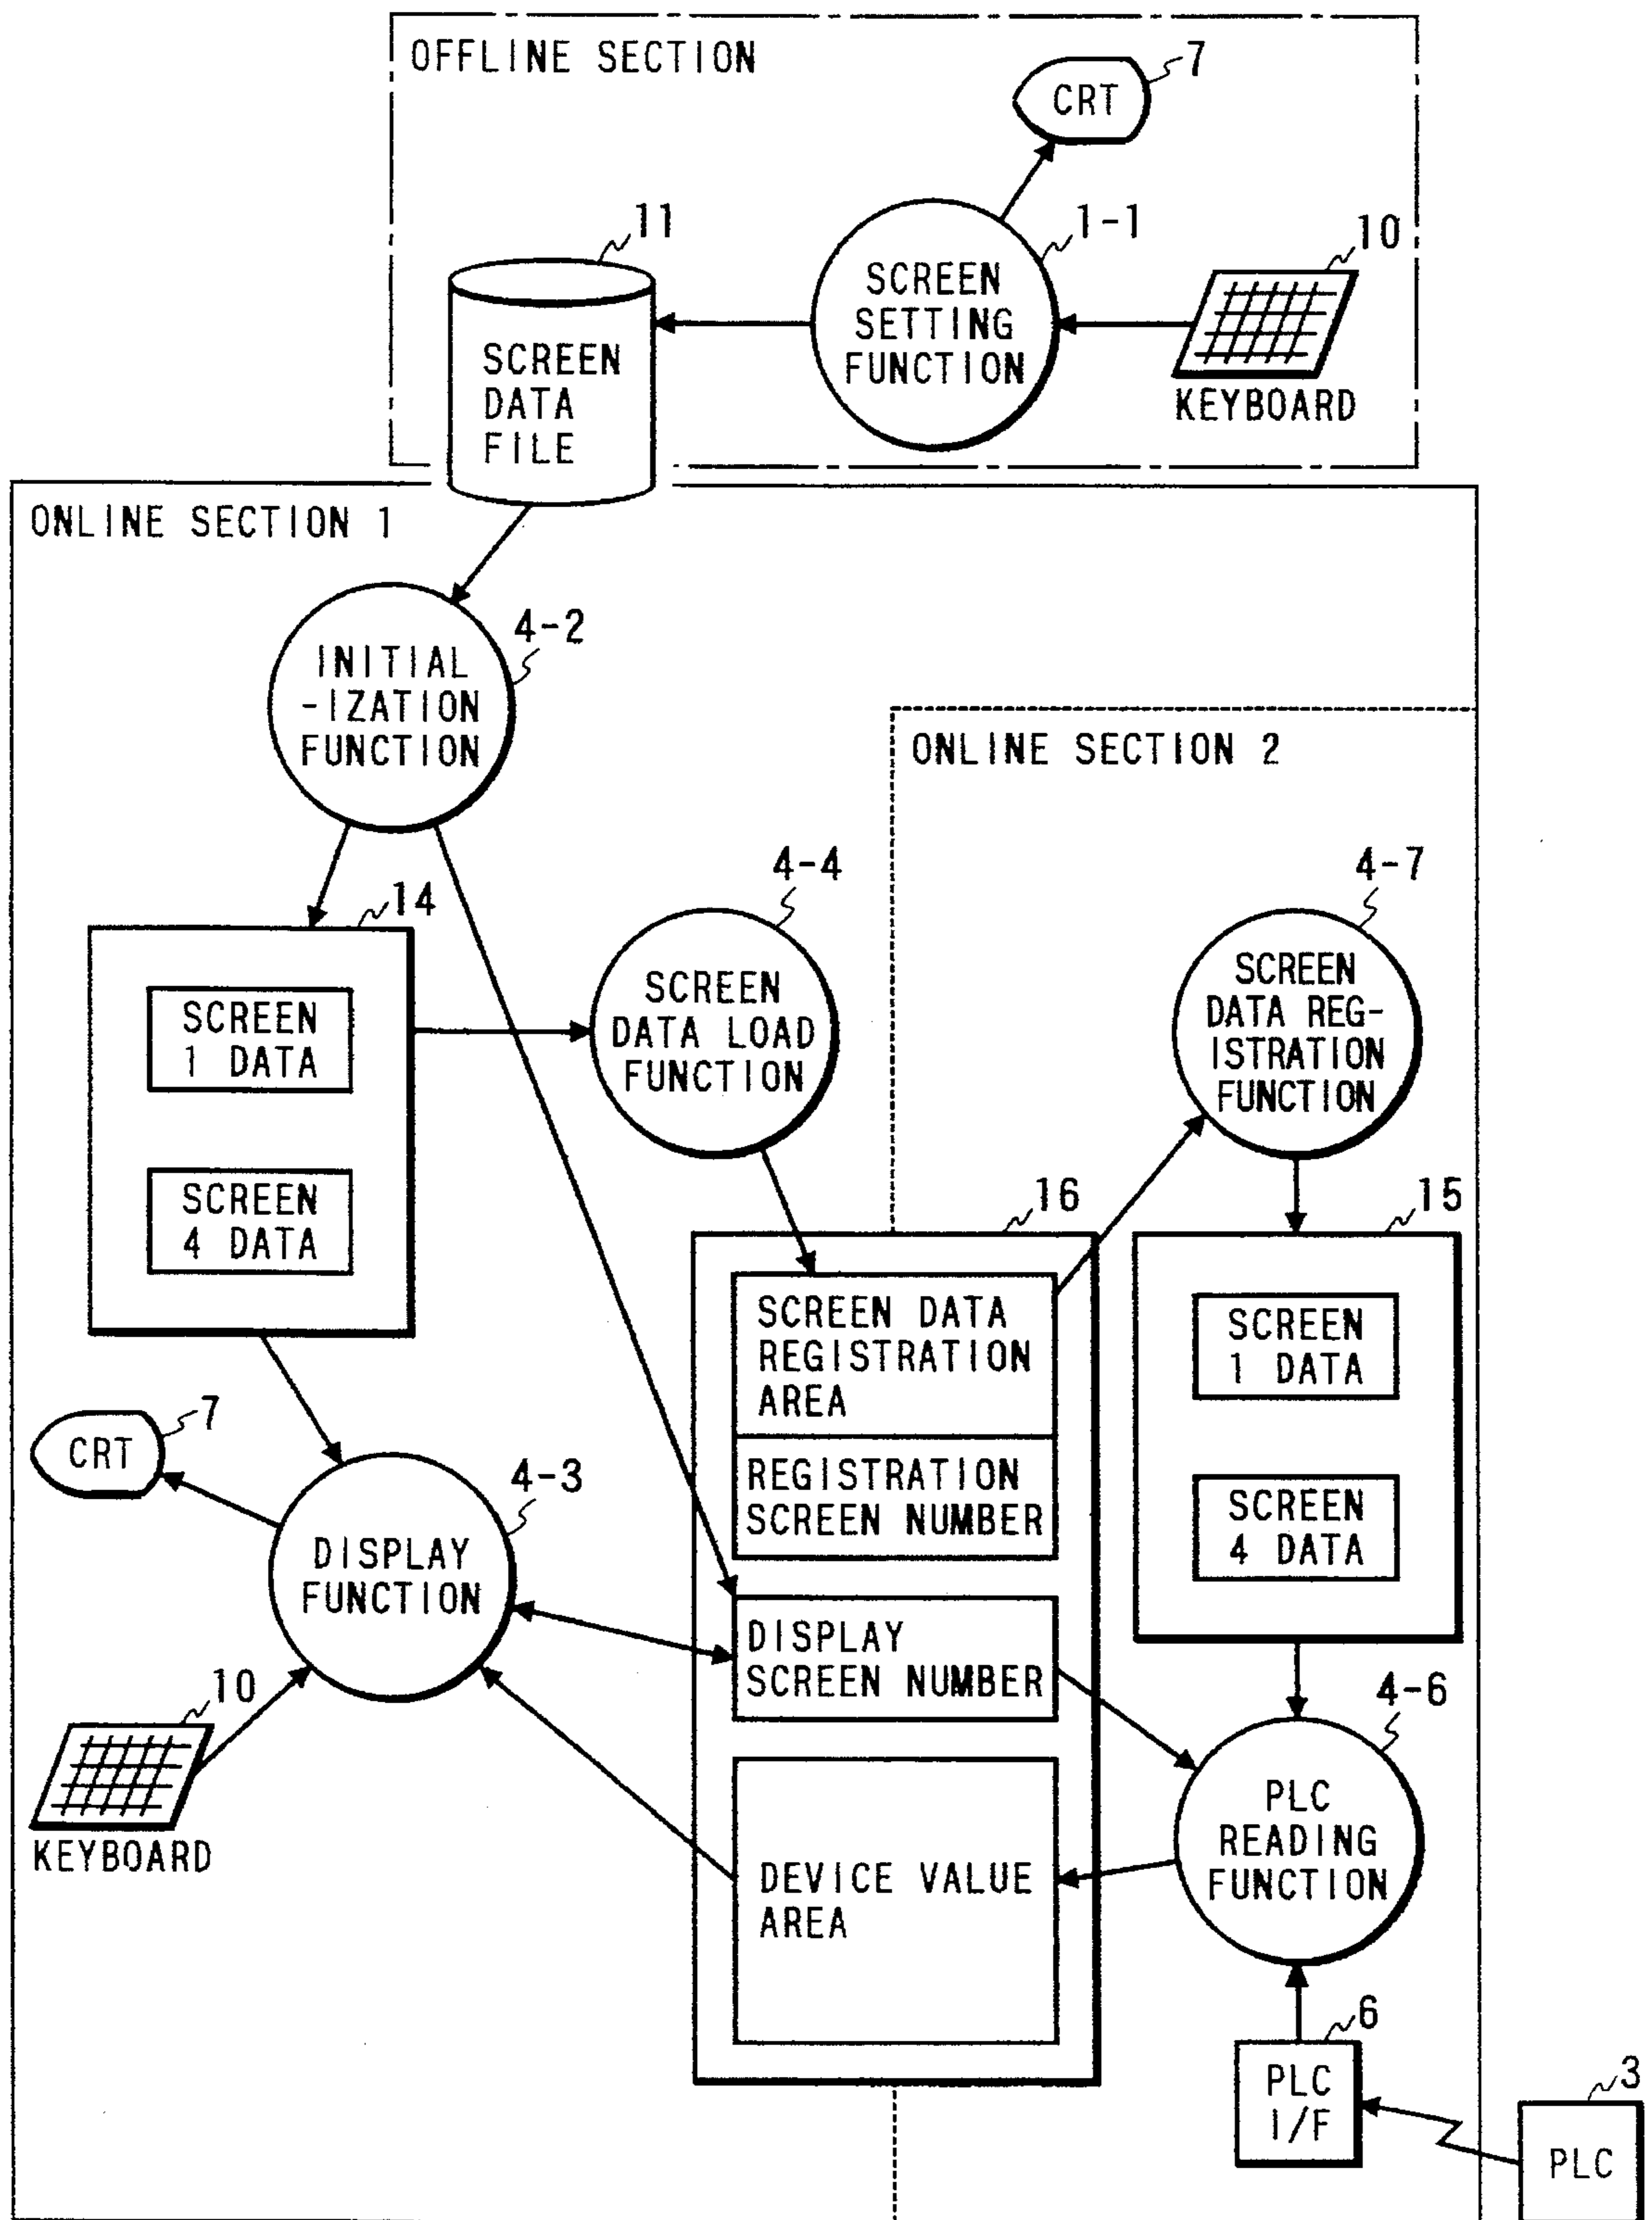 OFFLINE SECTION
7
CRT
11
1-1
10
SCREEN
SETTING
FUNCTION
SCREEN
DATA
FILE
KEYBOARD
ONLINE SECTION 1
4-2
INITIAL
-IZATION
FUNCTION
ONLINE SECTION 2
4-4
4-7
14
SCREEN
1 DATA
SCREEN
DATA LOAD
FUNCTION
SCREEN
DATA REG-
ISTRATION
FUNCTION
SCREEN
4 DATA
16
15
SCREEN DATA
REGISTRATION
AREA
SCREEN
1 DATA
7
CRT
REGISTRATION
SCREEN NUMBER
4-3
SCREEN
4 DATA
DISPLAY
FUNCTION
DISPLAY
SCREEN NUMBER
10
4-6
KEYBOARD
PLC
READING
FUNCTION
DEVICE VALUE
AREA
6
PLC
I/F
3
PLC